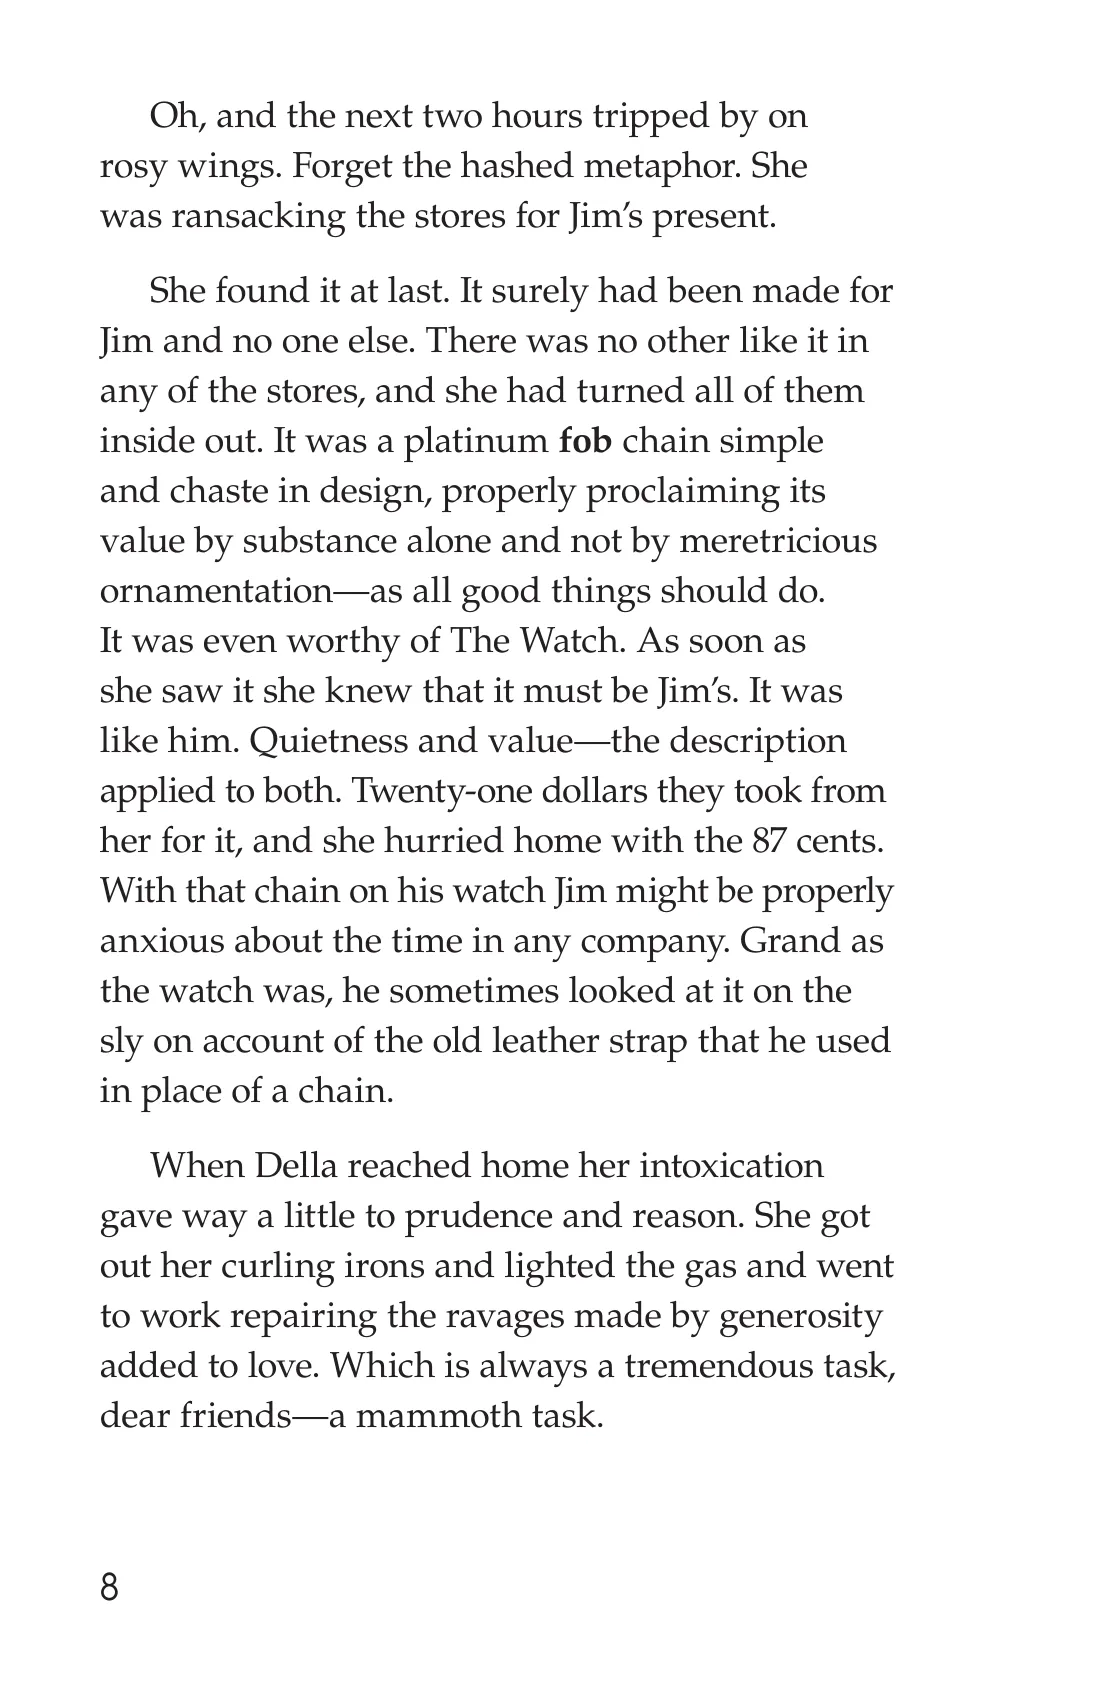 Oh, and the next two hours tripped by on
rosy wings. Forget the hashed metaphor. She
was ransacking the stores for Jim’s present.
She found it at last. It surely had been made for
Jim and no one else. There was no other like it in
any of the stores, and she had turned all of them
inside out. It was a platinum fob chain simple
and chaste in design, properly proclaiming its
value by substance alone and not by meretricious
ornamentation—as all good things should do.
It was even worthy of The Watch. As soon as
she saw it she knew that it must be Jim’s. It was
like him. Quietness and value—the description
applied to both. Twenty-one dollars they took from
her for it, and she hurried home with the 87 cents.
With that chain on his watch Jim might be properly
anxious about the time in any company. Grand as
the watch was, he sometimes looked at it on the
sly on account of the old leather strap that he used
in place of a chain.
When Della reached home her intoxication
gave way a little to prudence and reason. She got
out her curling irons and lighted the gas and went
to work repairing the ravages made by generosity
added to love. Which is always a tremendous task,
dear friends—a mammoth task.
8